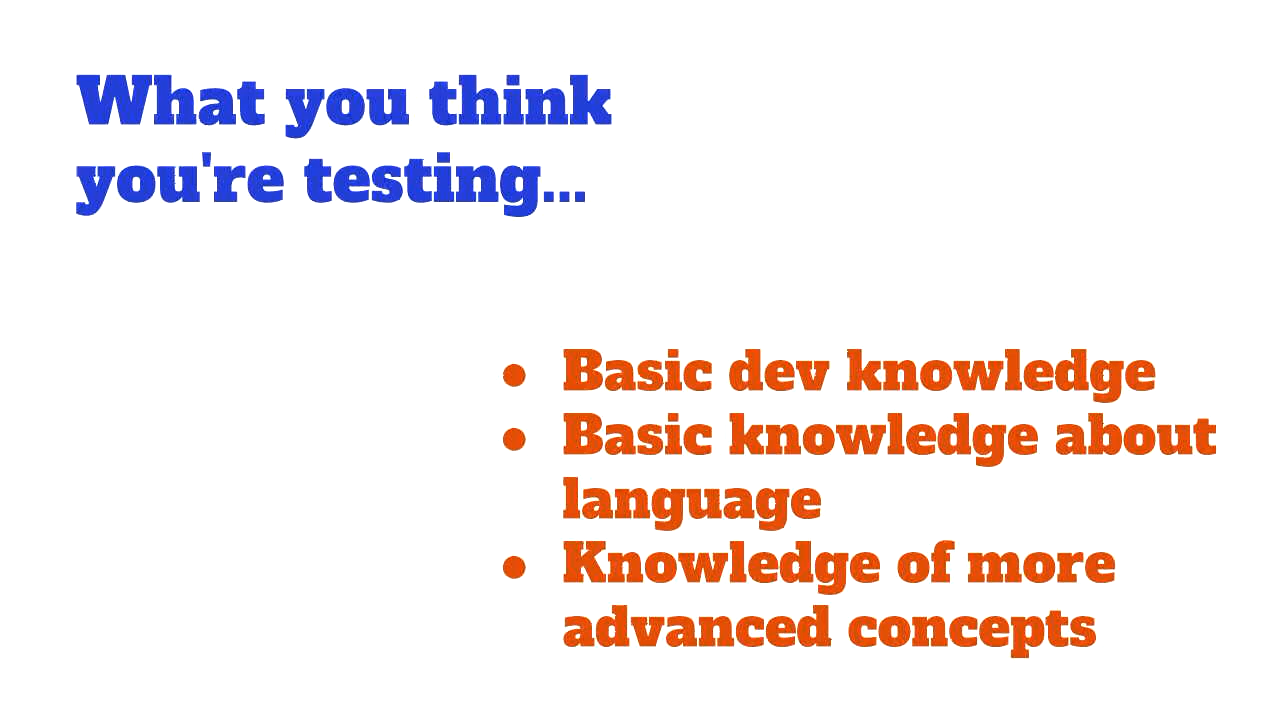 What you think
you're testing...
● Basic dev knowledge
● Basic knowledge about
language
● Knowledge of more
advanced concepts